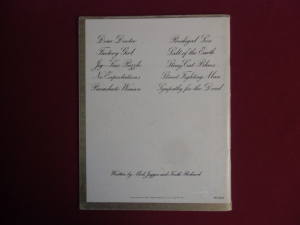 Dear Doctor
Factory Girl
Jig-Saw Puzzle
No Expectations
Parachute Woman
Prodigal Son
Salt of the Earth
Stray Cat Blues
Street Fighting Man
Sympathy for the Devil
Written by Mick Jagger and Keith Richard